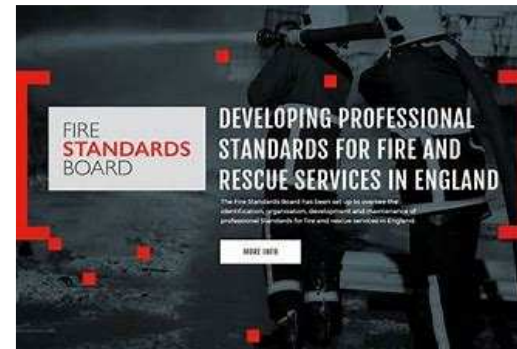 FIRE
STANDARDS
BOARD
DEVELOPING PROFESSIONAL
STANDARDS FOR FIRE AND
RESCUE SERVICES IN ENGLAND
The Fire Standards Board has been set up to oversee the
identification, organisation, development and maintenance of
professional Standards for fire and rescue services in England.
MORE INFO